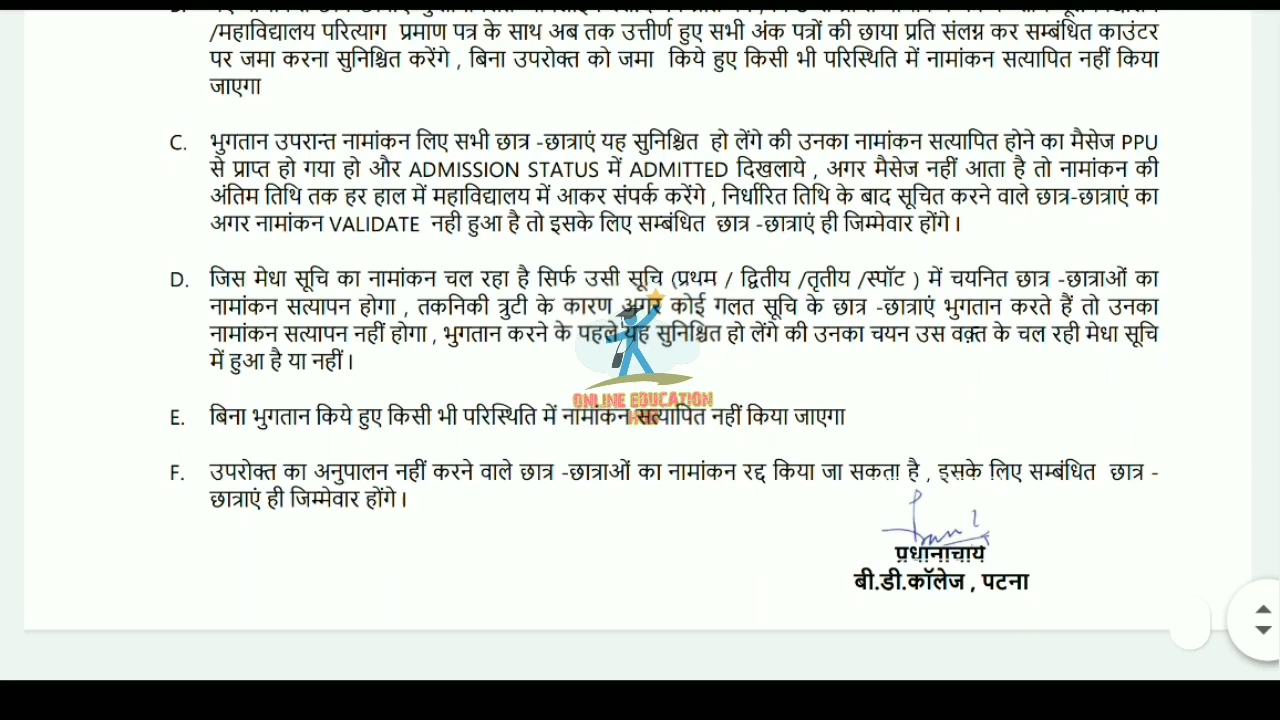 /महाविद्यालय परित्याग प्रमाण पत्र के साथ अब तक उत्तीर्ण हुए सभी अंक पत्रों की छाया प्रति संलग्न कर सम्बंधित काउंटर
पर जमा करना सुनिश्चित करेंगे , बिना उपरोक्त को जमा किये हुए किसी भी परिस्थिति में नामांकन सत्यापित नहीं किया
जाएगा
C. भुगतान उपरान्त नामांकन लिए सभी छात्र -छात्राएं यह सुनिश्चित हो लेंगे की उनका नामांकन सत्यापित होने का मैसेज PPU
से प्राप्त हो गया हो और ADMISSION STATUS में ADMITTED दिखलाये , अगर मैसेज नहीं आता है तो नामांकन की
अंतिम तिथि तक हर हाल में महाविद्यालय में आकर संपर्क करेंगे , निर्धारित तिथि के बाद सूचित करने वाले छात्र-छात्राएं का
अगर नामांकन VALIDATE नही हुआ है तो इसके लिए सम्बंधित छात्र -छात्राएं ही जिम्मेवार होंगे ।
D. जिस मेधा सूचि का नामांकन चल रहा है सिर्फ उसी सूचि (प्रथम / द्वितीय /तृतीय /स्पॉट ) में चयनित छात्र -छात्राओं का
नामांकन सत्यापन होगा , तकनिकी त्रुटी के कारण अगर कोई गलत सूचि के छात्र -छात्राएं भुगतान करते हैं तो उनका
नामांकन सत्यापन नहीं होगा , भुगतान करने के पहले यह सुनिश्चित हो लेंगे की उनका चयन उस वक़्त के चल रही मेधा सूचि
में हुआ है या नहीं ।
ONLINE EDUCATION
HUB
E. बिना भुगतान किये हुए किसी भी परिस्थिति में नामांकन सत्यापित नहीं किया जाएगा
F. उपरोक्त का अनुपालन नहीं करने वाले छात्र -छात्राओं का नामांकन रद्द किया जा सकता है , इसके लिए सम्बंधित छात्र -
छात्राएं ही जिम्मेवार होंगे ।
प्रधानाचार्य
बी.डी.कॉलेज , पटना